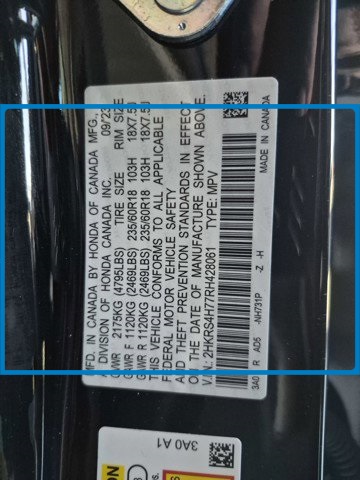 MFD. IN CANADA BY HONDA OF CANADA MFG.,
A DIVISION OF HONDA CANADA INC. 09/23
GVWR 2175KG (4795LBS) TIRE SIZE RIM SIZE
GAWR F 1120KG (2469LBS) 235/60R18 103H 18X7.5J
GAWR R 1120KG (2469LBS) 235/60R18 103H 18X7.5J
THIS VEHICLE CONFORMS TO ALL APPLICABLE
FEDERAL MOTOR VEHICLE SAFETY
AND THEFT PREVENTION STANDARDS IN EFFECT
ON THE DATE OF MANUFACTURE SHOWN ABOVE.
V.I.N.: 2HKRS4H77RH428061 TYPE: MPV
3A0 R AD5 -NH731P -Z -H MADE IN CANADA
3A0 A1